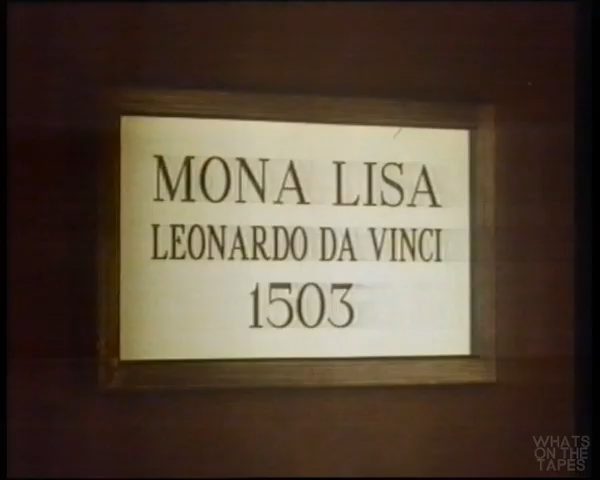 MONA LISA
LEONARDO DA VINCI
1503
WHATS
ON THE
TAPES